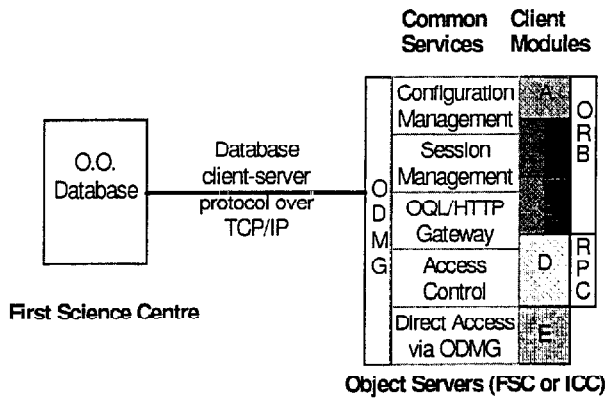 Common Services
Client Modules
O.O. Database
Database client-server protocol over TCP/IP
First Science Centre
O D M G
Configuration Management
Session Management
OQL/HTTP Gateway
Access Control
Direct Access via ODMG
A
D
E
O R B
R P C
Object Servers (FSC or ICC)